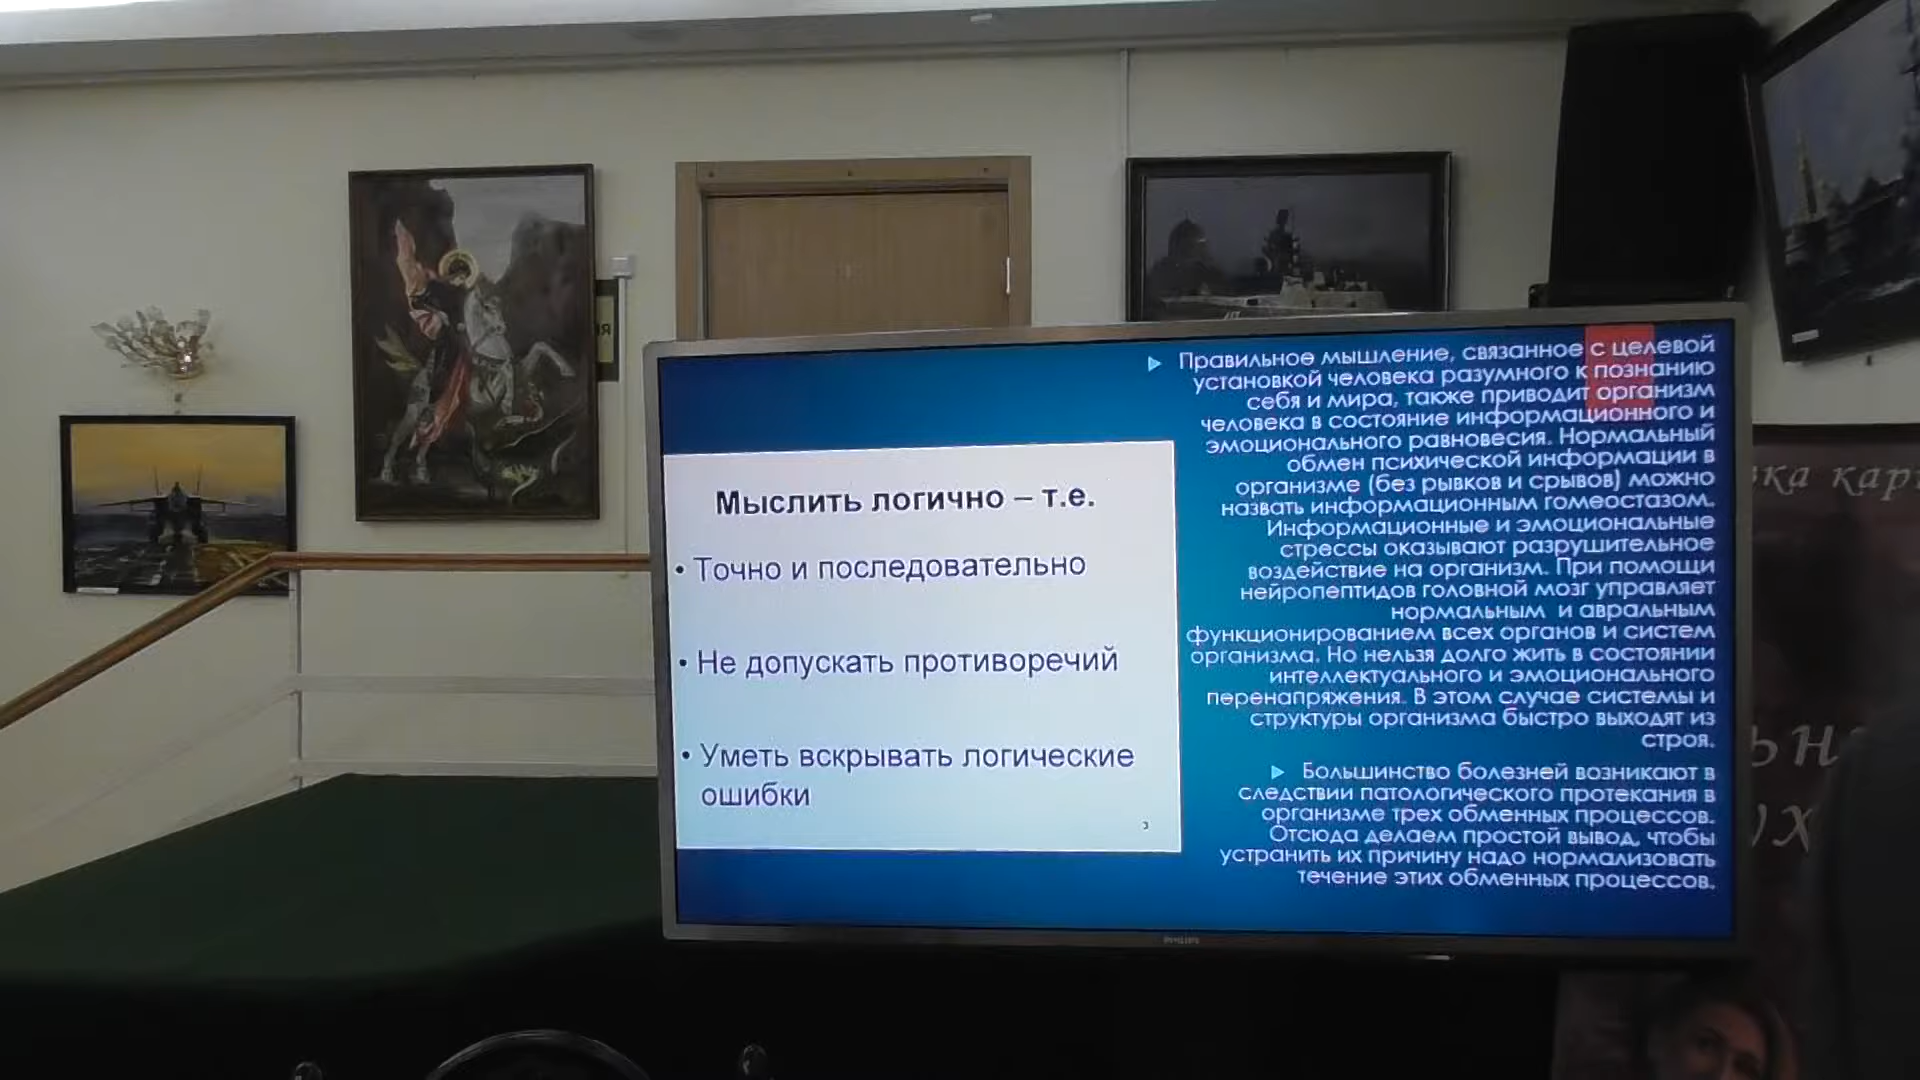 Мыслить логично – т.е.
• Точно и последовательно
• Не допускать противоречий
• Уметь вскрывать логические
ошибки
3
Правильное мышление, связанное с целевой
установкой человека разумного к познанию
себя и мира, также приводит организм
человека в состояние информационного и
эмоционального равновесия. Нормальный
обмен психической информации в
организме (без рывков и срывов) можно
назвать информационным гомеостазом.
Информационные и эмоциональные
стрессы оказывают разрушительное
воздействие на организм. При помощи
нейропептидов головной мозг управляет
нормальным и авральным
функционированием всех органов и систем
организма. Но нельзя долго жить в состоянии
интеллектуального и эмоционального
перенапряжения. В этом случае системы и
структуры организма быстро выходят из
строя.
Большинство болезней возникают в
следствии патологического протекания в
организме трех обменных процессов.
Отсюда делаем простой вывод, чтобы
устранить их причину надо нормализовать
течение этих обменных процессов.
PHILIPS